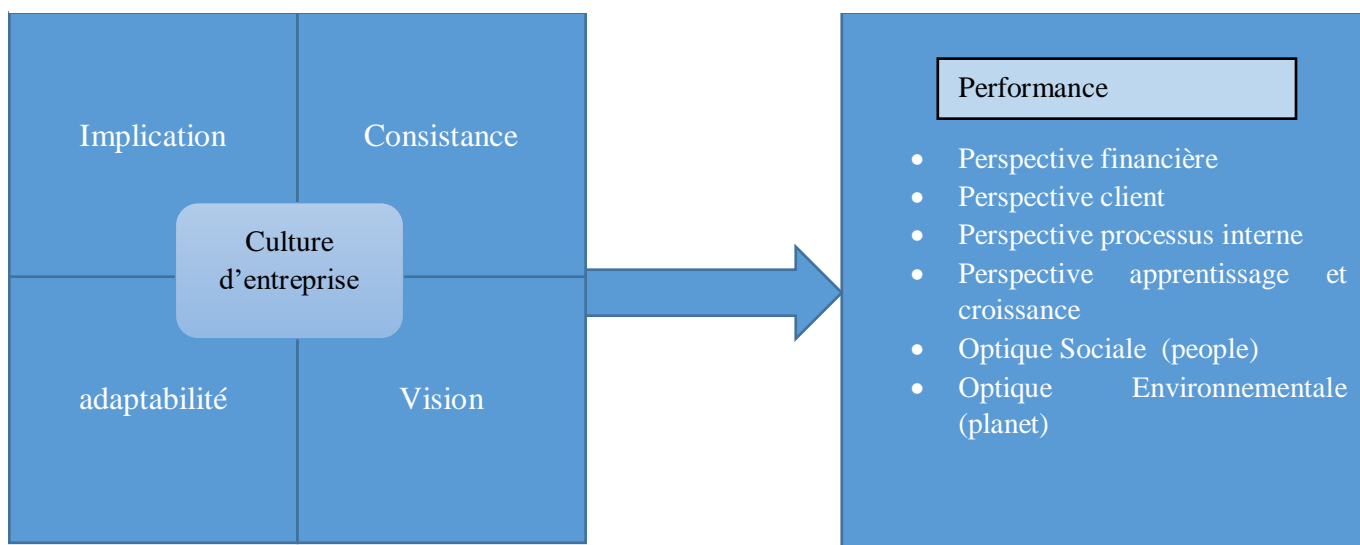 Implication
Consistance
Culture
d’entreprise
adaptabilité
Vision
Performance
Perspective financière
Perspective client
Perspective processus interne
Perspective apprentissage et
croissance
Optique Sociale (people)
Optique Environnementale
(planet)